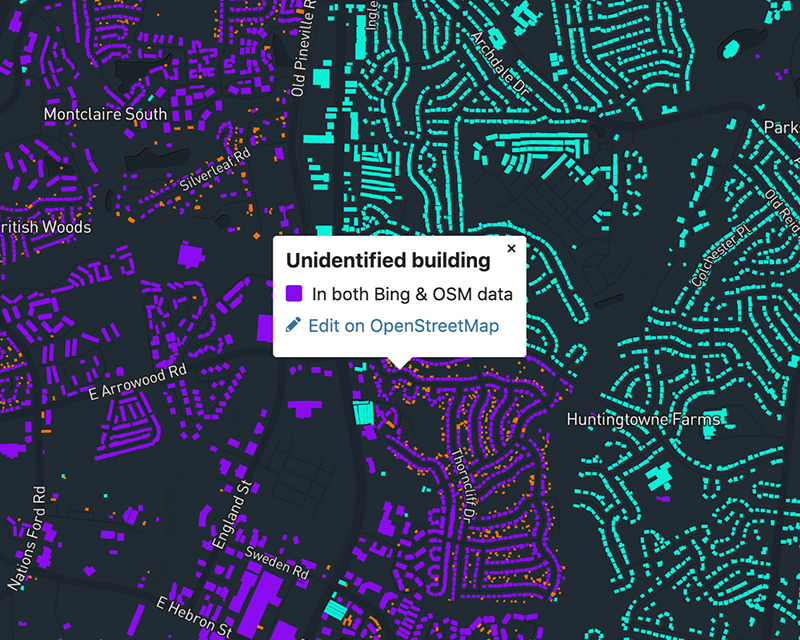 Old Pineville R
Ingle
Archdale Dr
Montclaire South
Park
Silverleaf Rd
ritish Woods
Old Reid
Colchester Pl
×
Unidentified building
In both Bing & OSM data
Edit on OpenStreetMap
E Arrowood Rd
Huntingtowne Farms
Thorncliff Dr
Nations Ford Rd
England St
Sweden Rd
E Hebron St